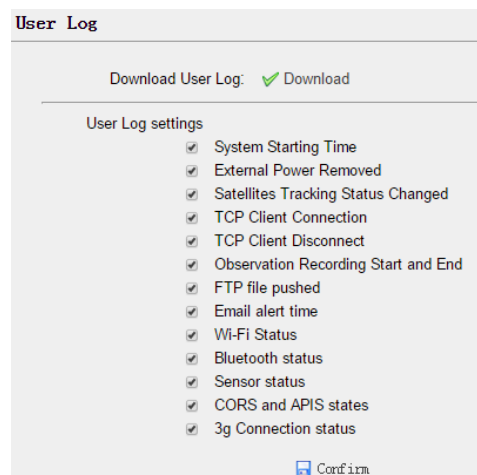 User Log
Download User Log: Download
User Log settings
System Starting Time
External Power Removed
Satellites Tracking Status Changed
TCP Client Connection
TCP Client Disconnect
Observation Recording Start and End
FTP file pushed
Email alert time
Wi-Fi Status
Bluetooth status
Sensor status
CORS and APIS states
3g Connection status
Confirm